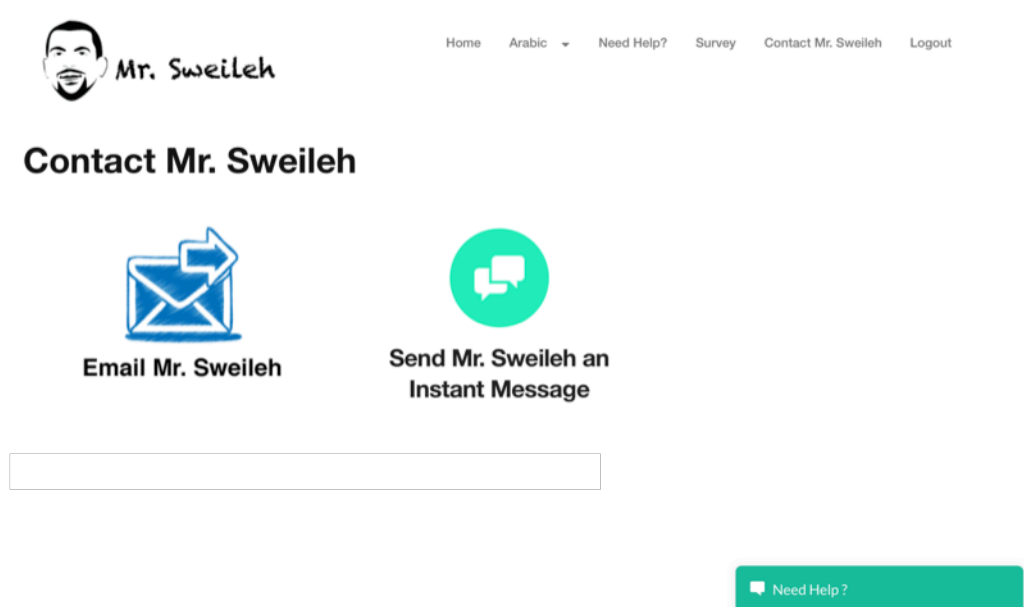 Mr. Sweileh
Home Arabic Need Help? Survey Contact Mr. Sweileh Logout
Contact Mr. Sweileh
Email Mr. Sweileh
Send Mr. Sweileh an
Instant Message
Need Help ?